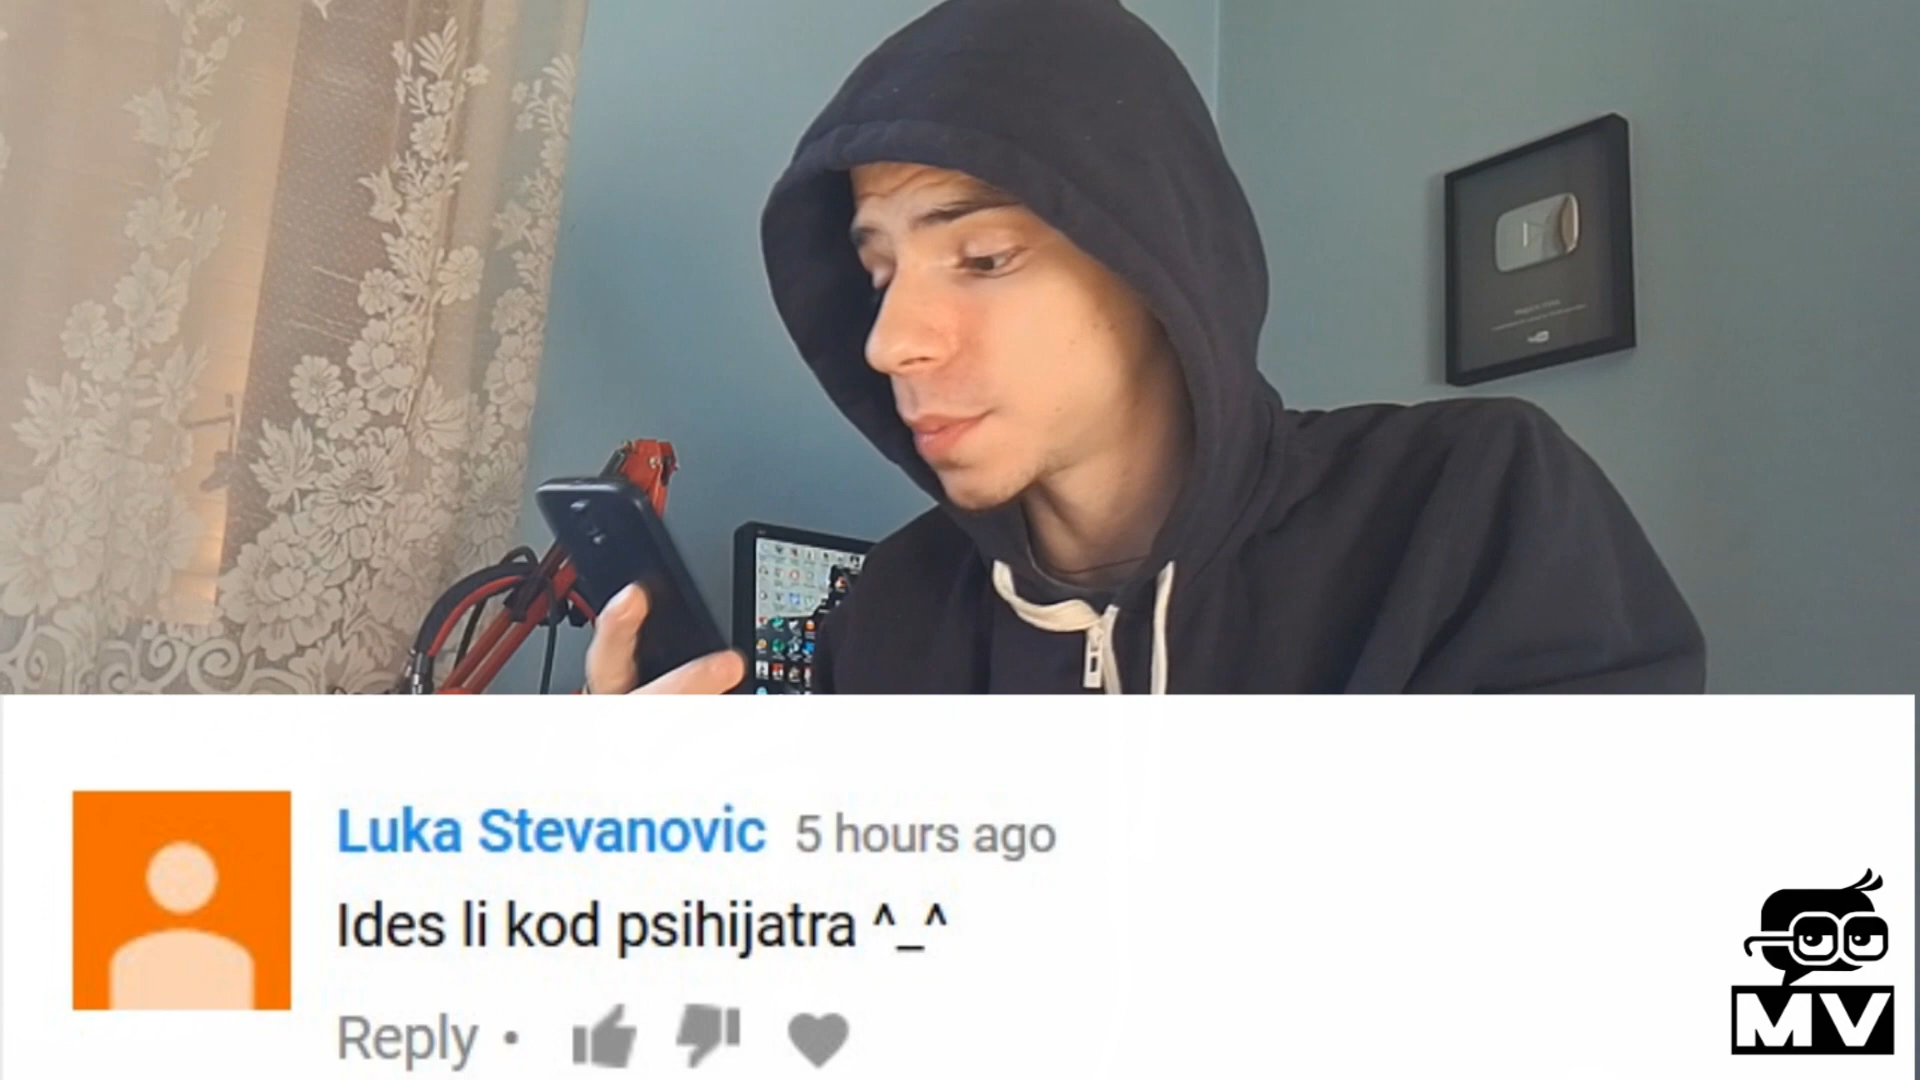 Luka Stevanovic 5 hours ago
Ides li kod psihijatra ^_^
Reply •
MV